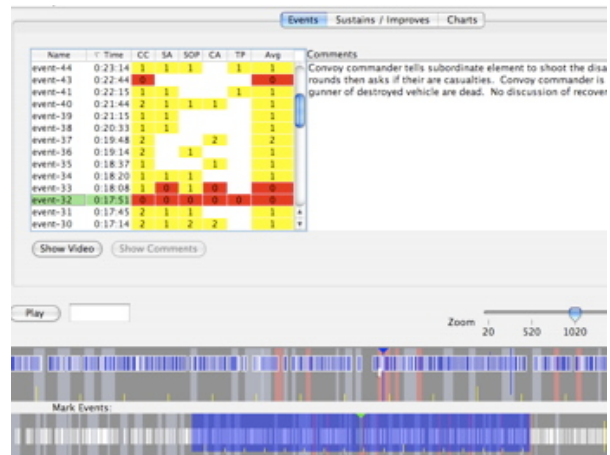 Events Sustains / Improves Charts
Name Time CC SA SOP CA TP Avg Comments
event-44 0:23:14 1 1 1 1 1 Convoy commander tells subordinate element to shoot the disa
event-43 0:22:44 0 0 rounds then asks if their are casualties. Convoy commander is
event-41 0:22:15 1 1 1 1 gunner of destroyed vehicle are dead. No discussion of recover
event-40 0:21:44 2 1 1 1 1
event-39 0:21:15 1 1 1
event-38 0:20:33 1 1 1
event-37 0:19:48 2 2 2
event-36 0:19:14 2 1 1
event-35 0:18:37 1 1 1
event-34 0:18:20 1 1 1 1
event-33 0:18:08 1 0 1 0 0
event-32 0:17:51 0 0 0 0 0 0
event-31 0:17:45 2 1 1 1
event-30 0:17:14 2 1 2 2 1
Show Video Show Comments
Play
Zoom
20 520 1020
Mark Events: